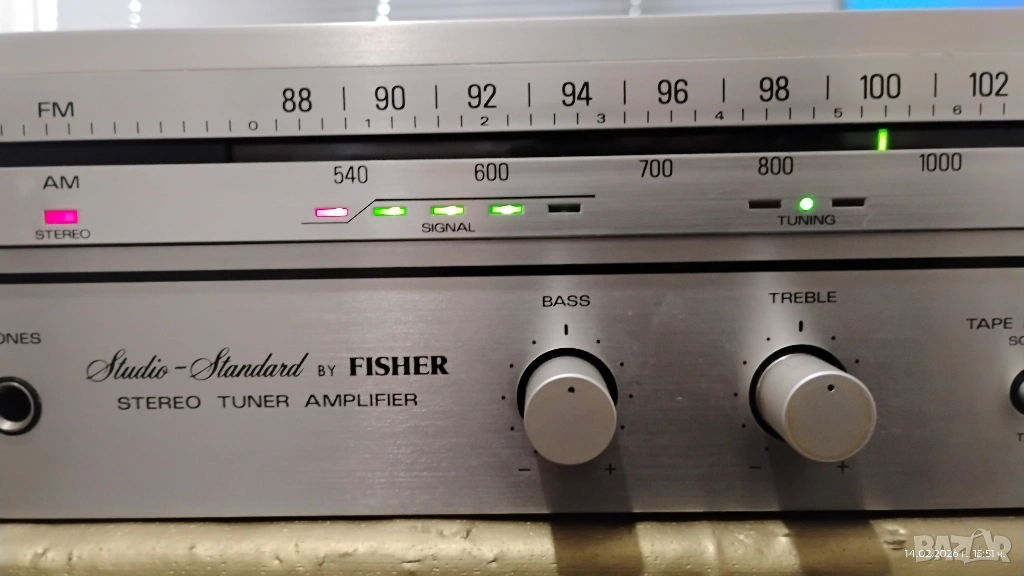 FM 88 90 92 94 96 98 100 102
0 1 2 3 4 5 6
AM 540 600 700 800 1000
STEREO SIGNAL TUNING
BASS TREBLE
ONES TAPE
Studio-Standard BY FISHER
STEREO TUNER AMPLIFIER
- + - +
14.02.2026 г., 15:51 ч.
BAZAR